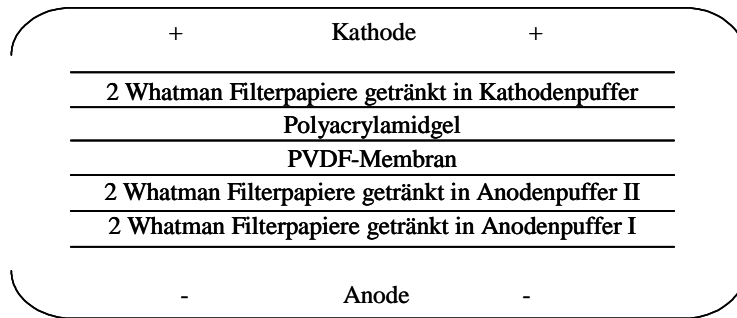 + Kathode +
2 Whatman Filterpapiere getränkt in Kathodenpuffer
Polyacrylamidgel
PVDF-Membran
2 Whatman Filterpapiere getränkt in Anodenpuffer II
2 Whatman Filterpapiere getränkt in Anodenpuffer I
- Anode -